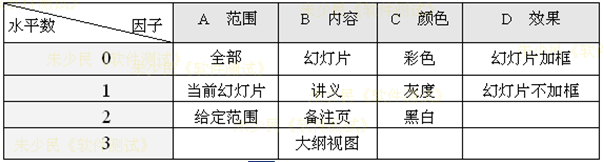 水平数 因子 A 范围 B 内容 C 颜色 D 效果
0 全部 幻灯片 彩色 幻灯片加框
1 当前幻灯片 讲义 灰度 幻灯片不加框
2 给定范围 备注页 黑白
3 大纲视图